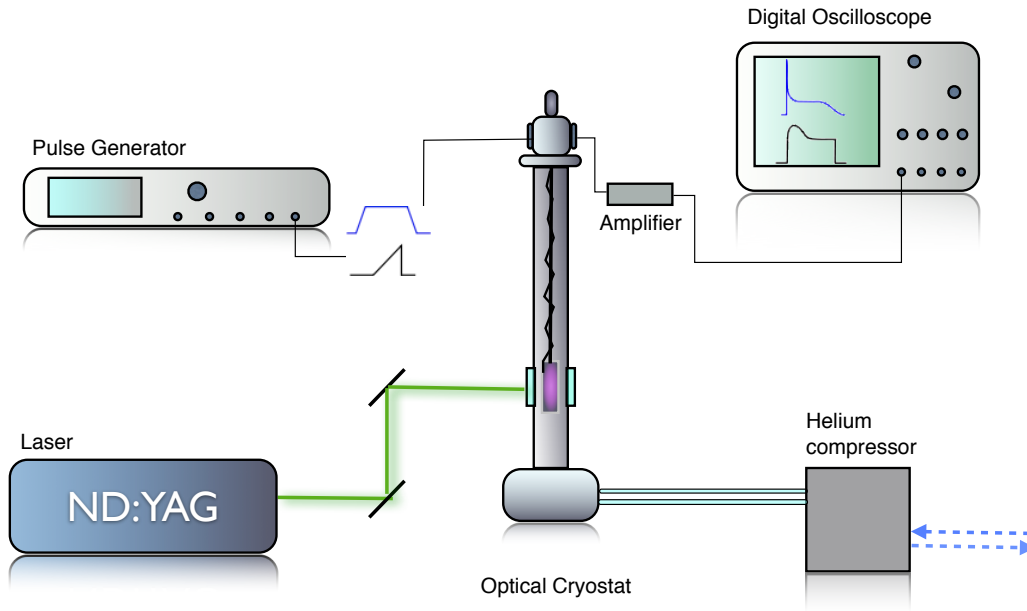 Digital Oscilloscope
Pulse Generator
Amplifier
Helium
compressor
Laser
ND:YAG
Optical Cryostat